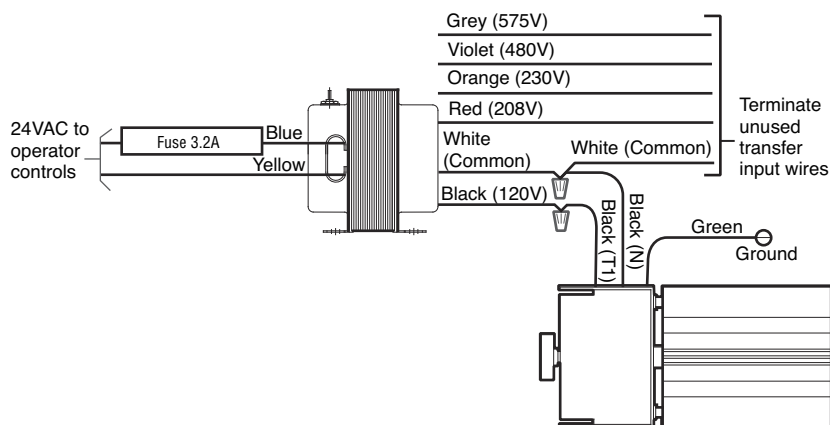 Grey (575V)
Violet (480V)
Orange (230V)
Red (208V)
White
(Common)
White (Common)
Black (120V)
Terminate
unused
transfer
input wires
24VAC to
operator
controls
Fuse 3.2A
Blue
Yellow
Black (T1)
Black (N)
Green
Ground